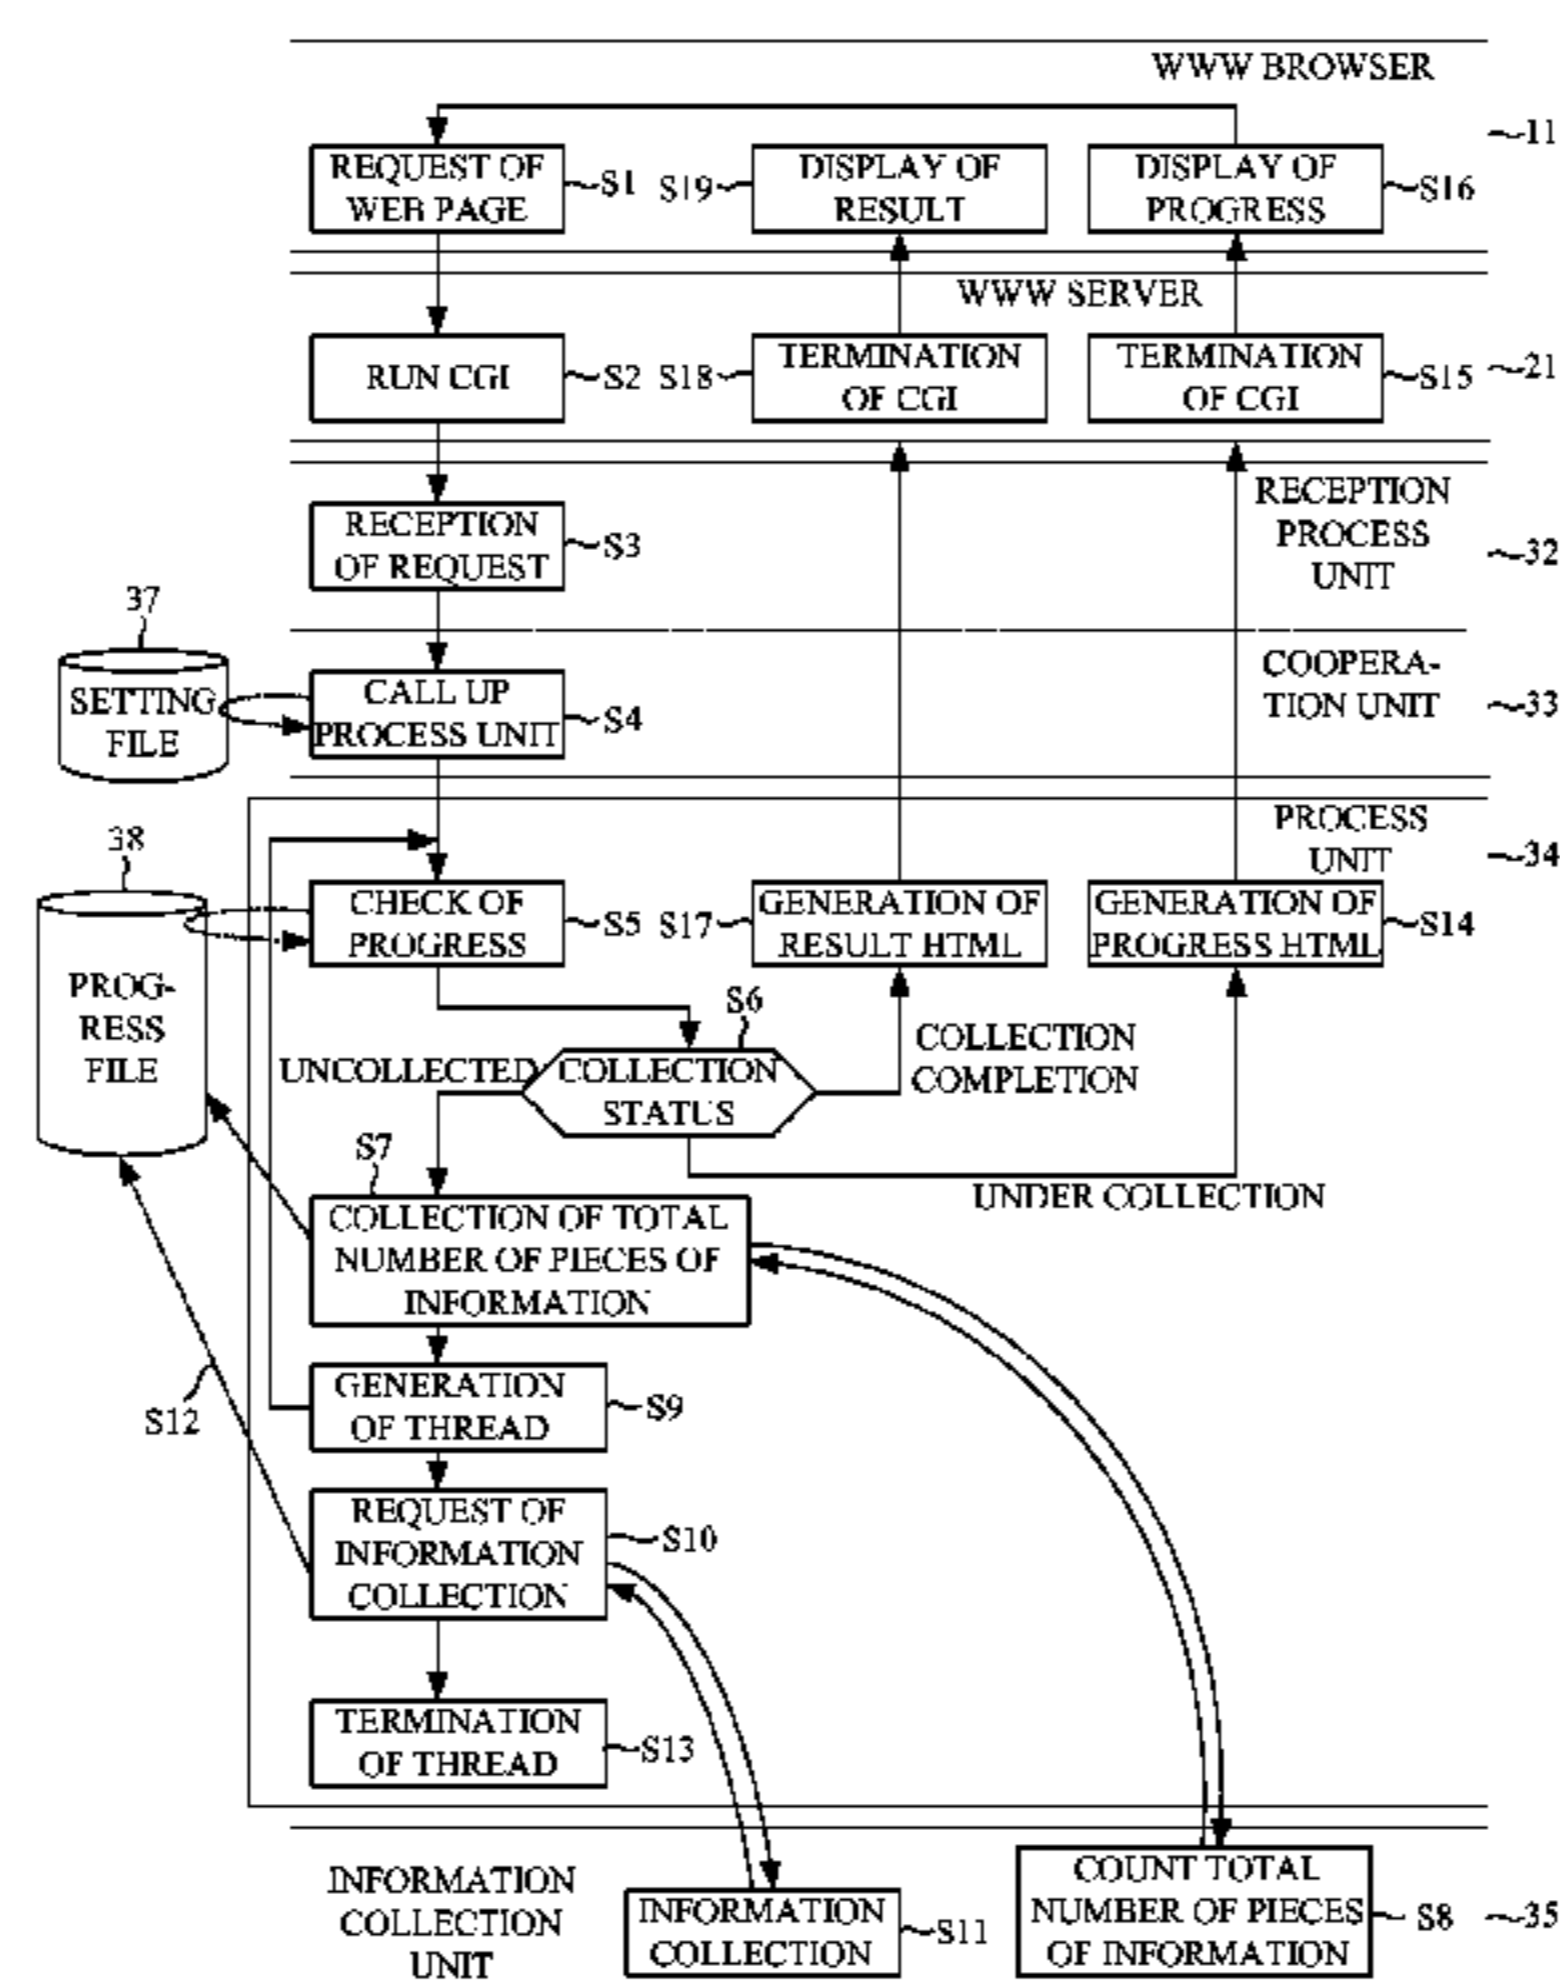 WWW BROWSER
11
REQUEST OF
WEB PAGE
S1
S19
DISPLAY OF
RESULT
DISPLAY OF
PROGRESS
S16
WWW SERVER
RUN CGI
S2
S18
TERMINATION
OF CGI
TERMINATION
OF CGI
S15
21
RECEPTION
PROCESS
UNIT
32
RECEPTION
OF REQUEST
S3
37
SETTING
FILE
CALL UP
PROCESS UNIT
S4
COOPERA-
TION UNIT
33
PROCESS
UNIT
34
38
PROG-
RESS
FILE
CHECK OF
PROGRESS
S5
S17
GENERATION OF
RESULT HTML
GENERATION OF
PROGRESS HTML
S14
S6
UNCOLLECTED
COLLECTION
STATUS
COLLECTION
COMPLETION
UNDER COLLECTION
S7
COLLECTION OF TOTAL
NUMBER OF PIECES OF
INFORMATION
S12
GENERATION
OF THREAD
S9
REQUEST OF
INFORMATION
COLLECTION
S10
TERMINATION
OF THREAD
S13
INFORMATION
COLLECTION
UNIT
INFORMATION
COLLECTION
S11
COUNT TOTAL
NUMBER OF PIECES
OF INFORMATION
S8
35